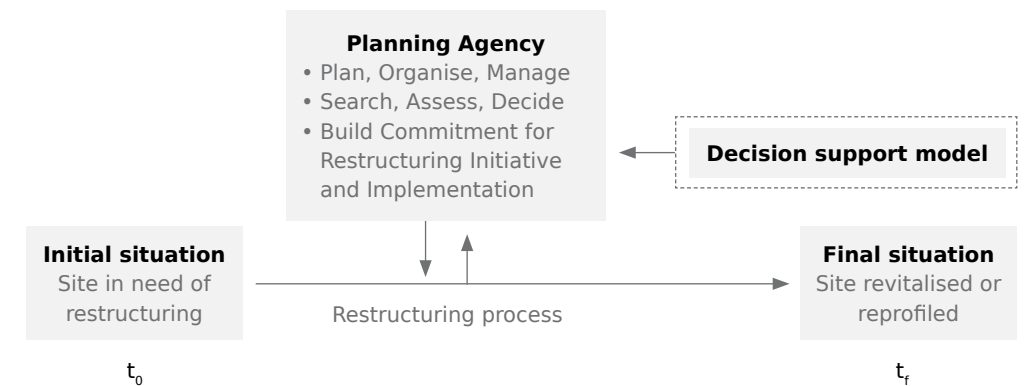 Planning Agency
• Plan, Organise, Manage
• Search, Assess, Decide
• Build Commitment for
Restructuring Initiative
and Implementation
Decision support model
Initial situation
Site in need of
restructuring
Restructuring process
Final situation
Site revitalised or
reprofiled
t0
tf